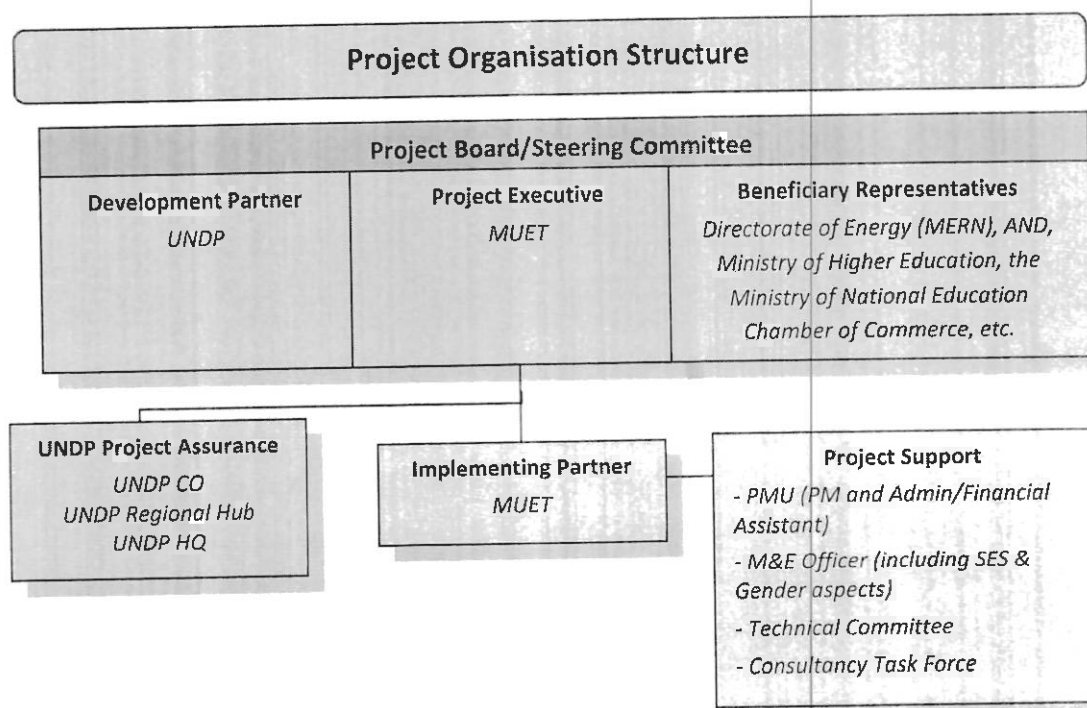 Project Organisation Structure
Project Board/Steering Committee
Development Partner
UNDP
Project Executive
MUET
Beneficiary Representatives
Directorate of Energy (MERN), AND,
Ministry of Higher Education, the
Ministry of National Education
Chamber of Commerce, etc.
UNDP Project Assurance
UNDP CO
UNDP Regional Hub
UNDP HQ
Implementing Partner
MUET
Project Support
- PMU (PM and Admin/Financial
Assistant)
- M&E Officer (including SES &
Gender aspects)
- Technical Committee
- Consultancy Task Force